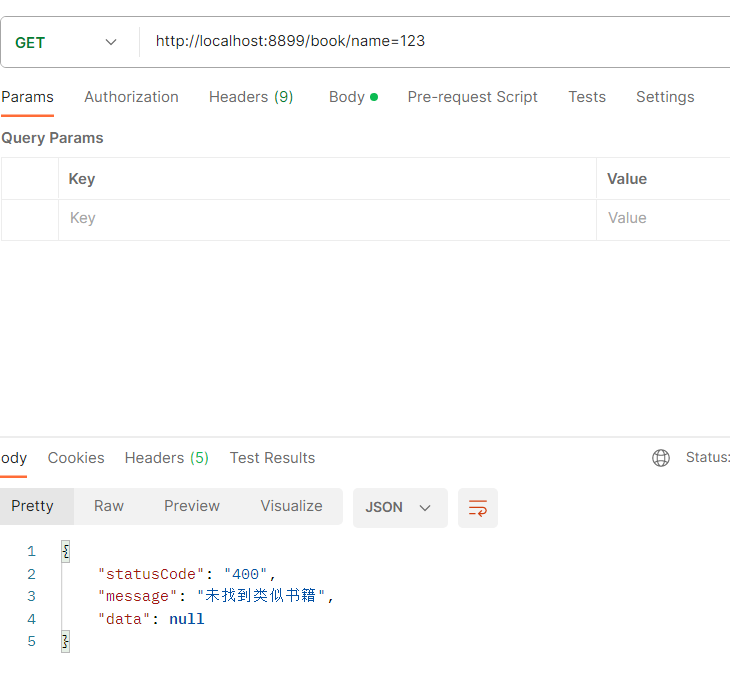 GET http://localhost:8899/book/name=123
Params Authorization Headers (9) Body Pre-request Script Tests Settings
Query Params
Key Value
Key Value
ody Cookies Headers (5) Test Results Status:
Pretty Raw Preview Visualize JSON
1 {
2 "statusCode": "400",
3 "message": "未找到类似书籍",
4 "data": null
5 }